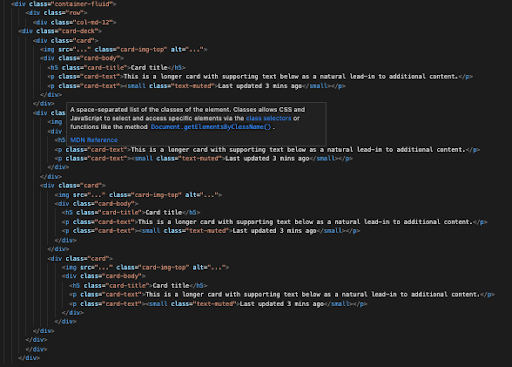 <div class="container-fluid">
<div class="row">
<div class="col-md-12">
<div class="card-deck">
<div class="card">
<img src="..." class="card-img-top" alt="...">
<div class="card-body">
<h5 class="card-title">Card title</h5>
<p class="card-text">This is a longer card with supporting text below as a natural lead-in to additional content.</p>
<p class="card-text"><small class="text-muted">Last updated 3 mins ago</small></p>
</div>
</div>
<div c
<img
<div
<h5
A space-separated list of the classes of the element. Classes allows CSS and
JavaScript to select and access specific elements via the class selectors or
functions like the method Document.getElementsByClassName().
MDN Reference
<p class="card-text">This is a longer card with supporting text below as a natural lead-in to additional content.</p>
<p class="card-text"><small class="text-muted">Last updated 3 mins ago</small></p>
</div>
</div>
<div class="card">
<img src="..." class="card-img-top" alt="...">
<div class="card-body">
<h5 class="card-title">Card title</h5>
<p class="card-text">This is a longer card with supporting text below as a natural lead-in to additional content.</p>
<p class="card-text"><small class="text-muted">Last updated 3 mins ago</small></p>
</div>
</div>
<div class="card">
<img src="..." class="card-img-top" alt="...">
<div class="card-body">
<h5 class="card-title">Card title</h5>
<p class="card-text">This is a longer card with supporting text below as a natural lead-in to additional content.</p>
<p class="card-text"><small class="text-muted">Last updated 3 mins ago</small></p>
</div>
</div>
</div>
</div>
</div>
</div>